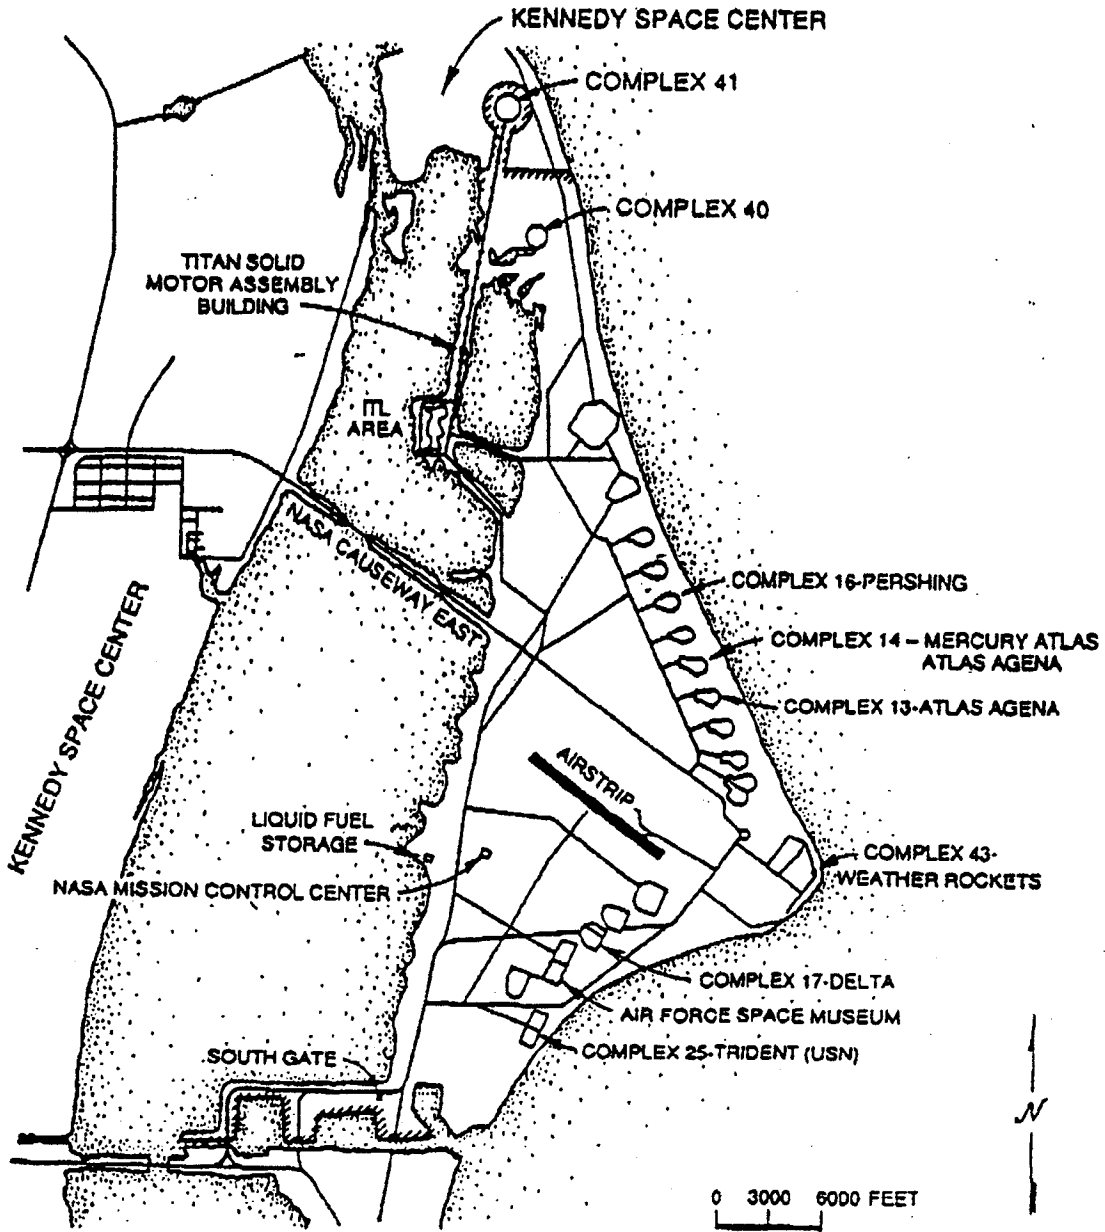 KENNEDY SPACE CENTER
COMPLEX 41
COMPLEX 40
TITAN SOLID
MOTOR ASSEMBLY
BUILDING
ITL
AREA
NASA CAUSEWAY EAST
COMPLEX 16-PERSHING
COMPLEX 14 – MERCURY ATLAS
ATLAS AGENA
COMPLEX 13-ATLAS AGENA
KENNEDY SPACE CENTER
AIRSTRIP
LIQUID FUEL
STORAGE
NASA MISSION CONTROL CENTER
COMPLEX 43-
WEATHER ROCKETS
COMPLEX 17-DELTA
AIR FORCE SPACE MUSEUM
COMPLEX 25-TRIDENT (USN)
SOUTH GATE
N
0 3000 6000 FEET